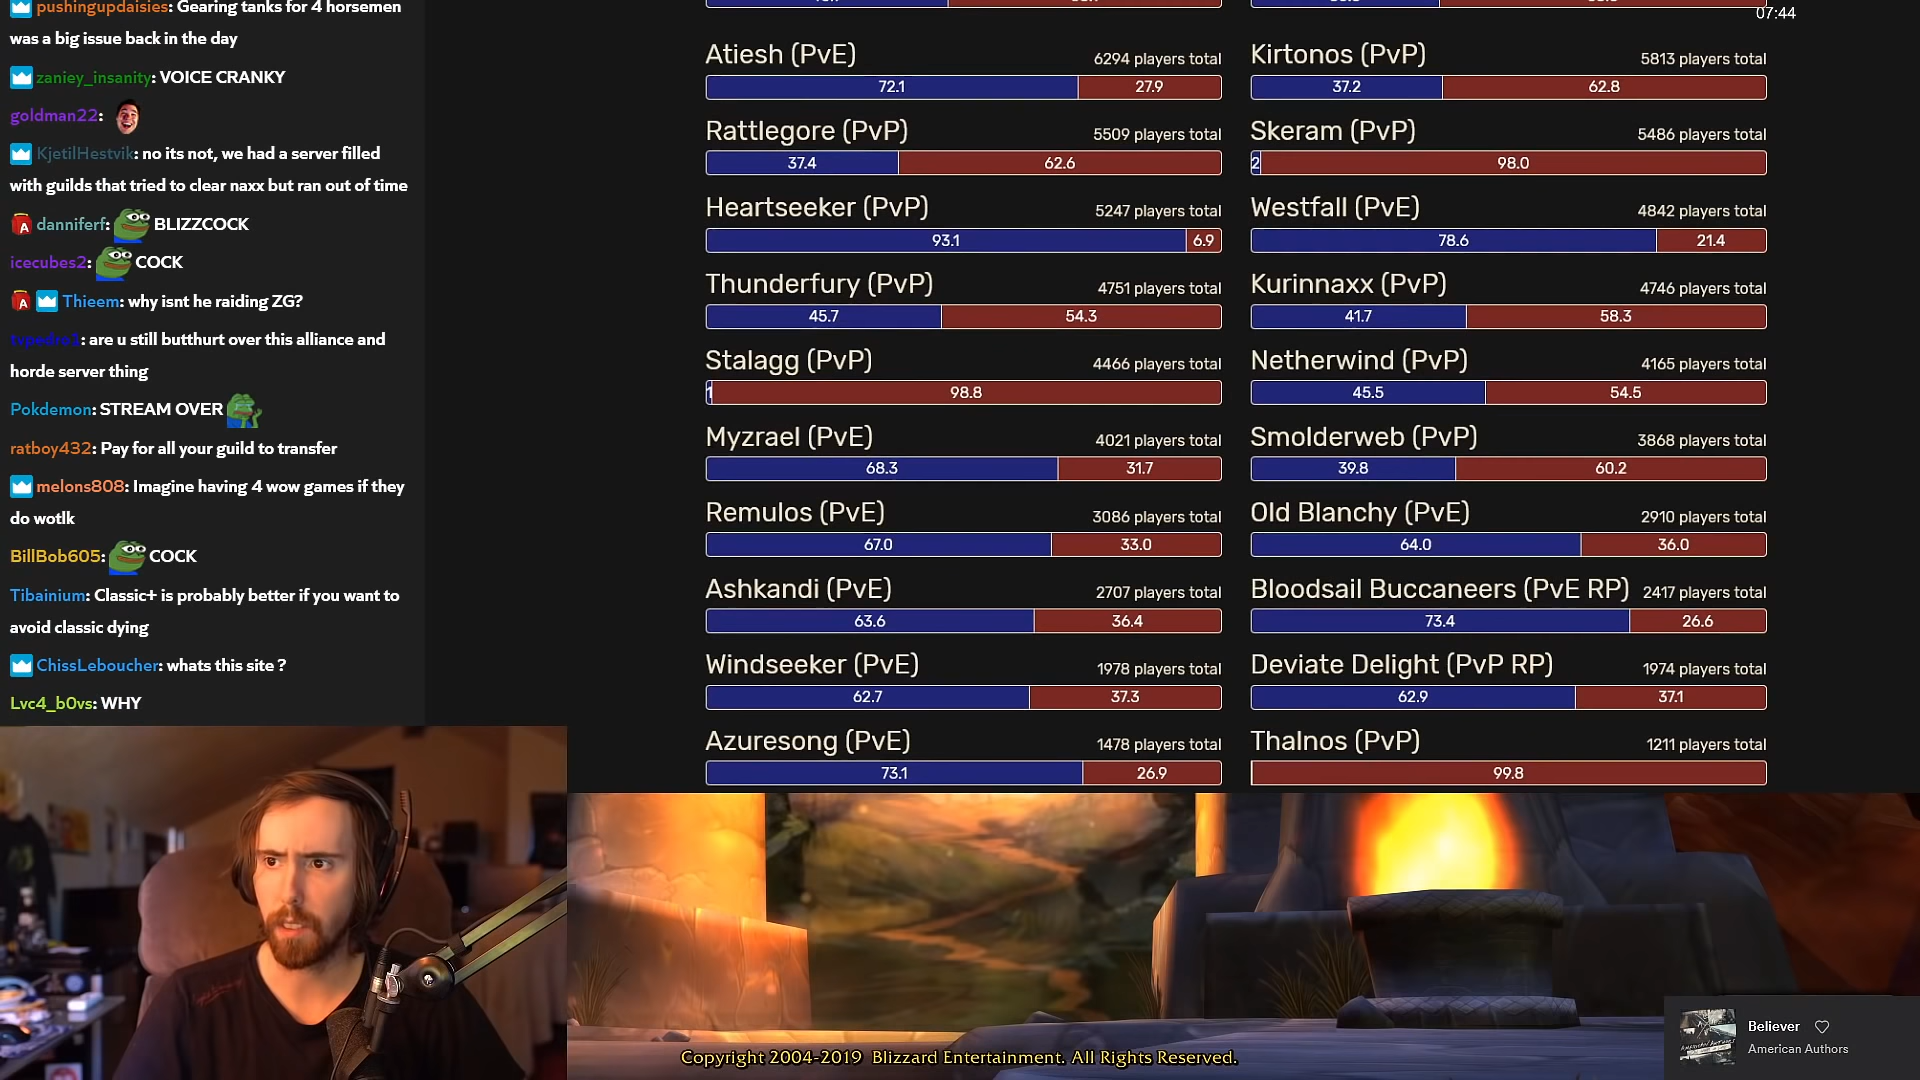 pushingupdaisies: Gearing tanks for 4 horsemen
was a big issue back in the day
zaniey_insanity: VOICE CRANKY
goldman22:
KjetilHestvik: no its not, we had a server filled
with guilds that tried to clear naxx but ran out of time
danniferf: BLIZZCOCK
icecubes2: COCK
Thieem: why isnt he raiding ZG?
tvpedro1: are u still butthurt over this alliance and
horde server thing
Pokdemon: STREAM OVER
ratboy432: Pay for all your guild to transfer
melons808: Imagine having 4 wow games if they
do wotlk
BillBob605: COCK
Tibainium: Classic+ is probably better if you want to
avoid classic dying
ChissLeboucher: whats this site ?
Lvc4_b0vs: WHY
07:44
Atiesh (PvE) 6294 players total
72.1 27.9
Kirtonos (PvP) 5813 players total
37.2 62.8
Rattlegore (PvP) 5509 players total
37.4 62.6
Skeram (PvP) 5486 players total
2 98.0
Heartseeker (PvP) 5247 players total
93.1 6.9
Westfall (PvE) 4842 players total
78.6 21.4
Thunderfury (PvP) 4751 players total
45.7 54.3
Kurinnaxx (PvP) 4746 players total
41.7 58.3
Stalagg (PvP) 4466 players total
1 98.8
Netherwind (PvP) 4165 players total
45.5 54.5
Myzrael (PvE) 4021 players total
68.3 31.7
Smolderweb (PvP) 3868 players total
39.8 60.2
Remulos (PvE) 3086 players total
67.0 33.0
Old Blanchy (PvE) 2910 players total
64.0 36.0
Ashkandi (PvE) 2707 players total
63.6 36.4
Bloodsail Buccaneers (PvE RP) 2417 players total
73.4 26.6
Windseeker (PvE) 1978 players total
62.7 37.3
Deviate Delight (PvP RP) 1974 players total
62.9 37.1
Azuresong (PvE) 1478 players total
73.1 26.9
Thalnos (PvP) 1211 players total
99.8
Copyright 2004-2019 Blizzard Entertainment. All Rights Reserved.
Believer
American Authors